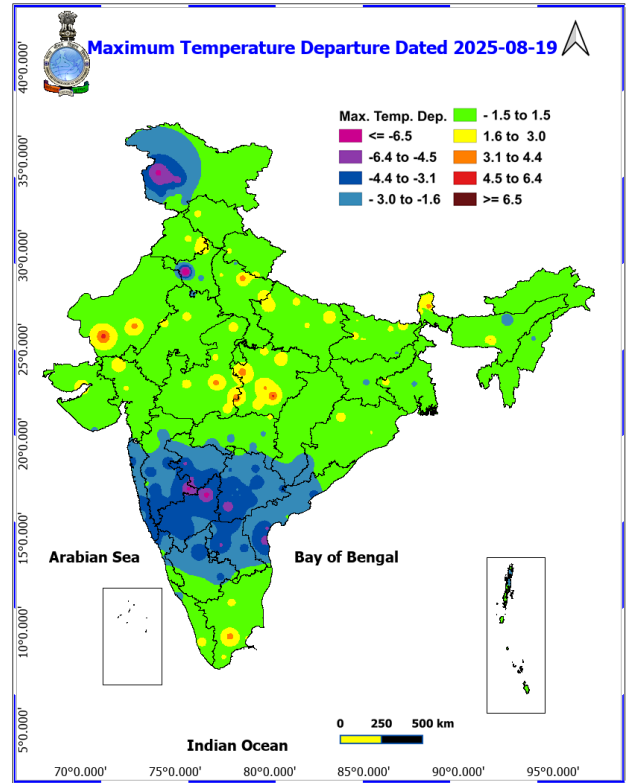 Maximum Temperature Departure Dated 2025-08-19
Max. Temp. Dep.
<= -6.5
-6.4 to -4.5
-4.4 to -3.1
- 3.0 to -1.6
- 1.5 to 1.5
1.6 to 3.0
3.1 to 4.4
4.5 to 6.4
>= 6.5
40°0.000'
35°0.000'
30°0.000'
25°0.000'
20°0.000'
15°0.000'
10°0.000'
5°0.000'
Arabian Sea
Bay of Bengal
Indian Ocean
0 250 500 km
70°0.000' 75°0.000' 80°0.000' 85°0.000' 90°0.000' 95°0.000'